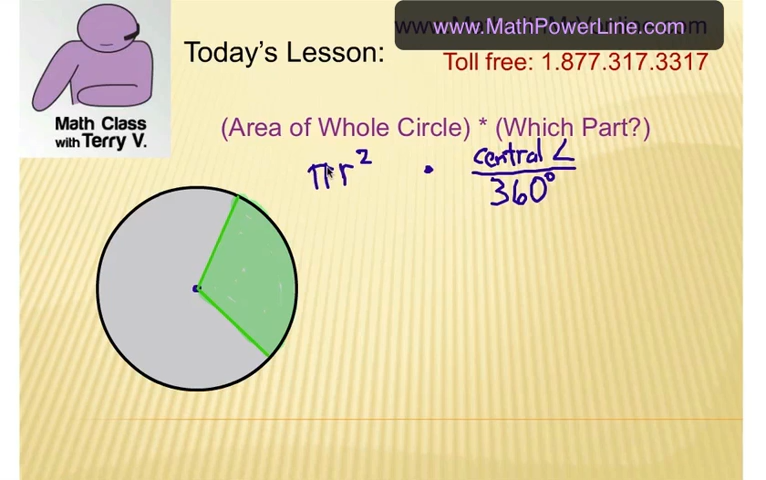 www.MathPowerLine.com
Today's Lesson:
Toll free: 1.877.317.3317
Math Class
with Terry V.
(Area of Whole Circle) * (Which Part?)
πr² · central ∠
360°